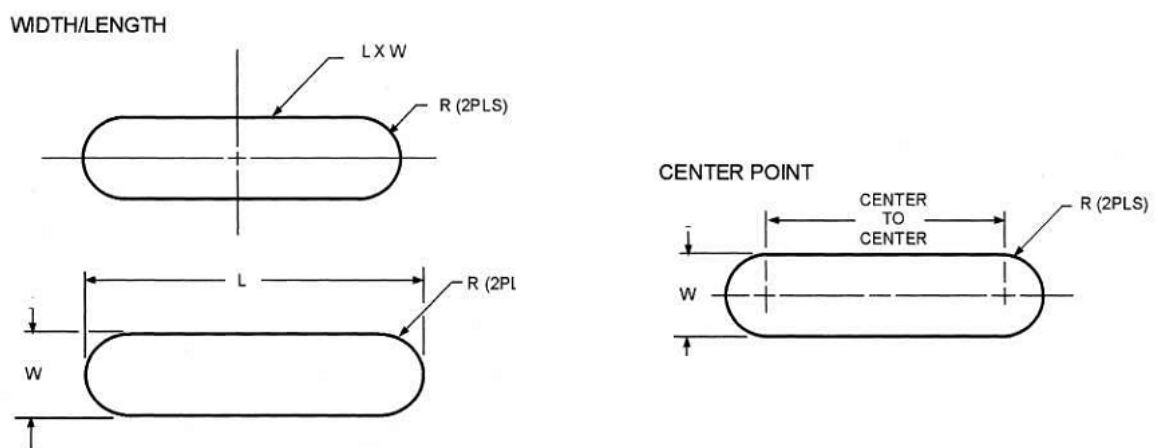 WIDTH/LENGTH
L X W
R (2PLS)
L
R (2PL
W
CENTER POINT
CENTER
TO
CENTER
R (2PLS)
W